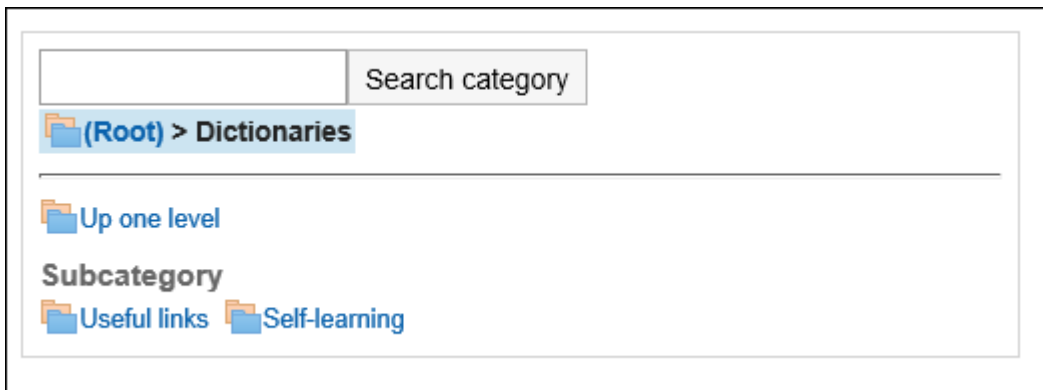 Search category
(Root) > Dictionaries
Up one level
Subcategory
Useful links Self-learning